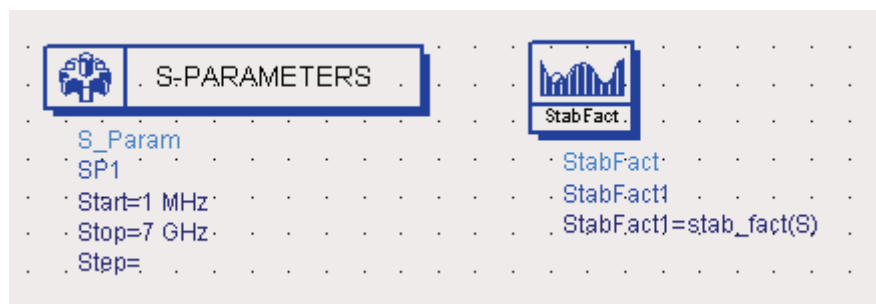 S-PARAMETERS
StabFact
S_Param
SP1
Start=1 MHz
Stop=7 GHz
Step=
StabFact
StabFact1
StabFact1=stab_fact(S)